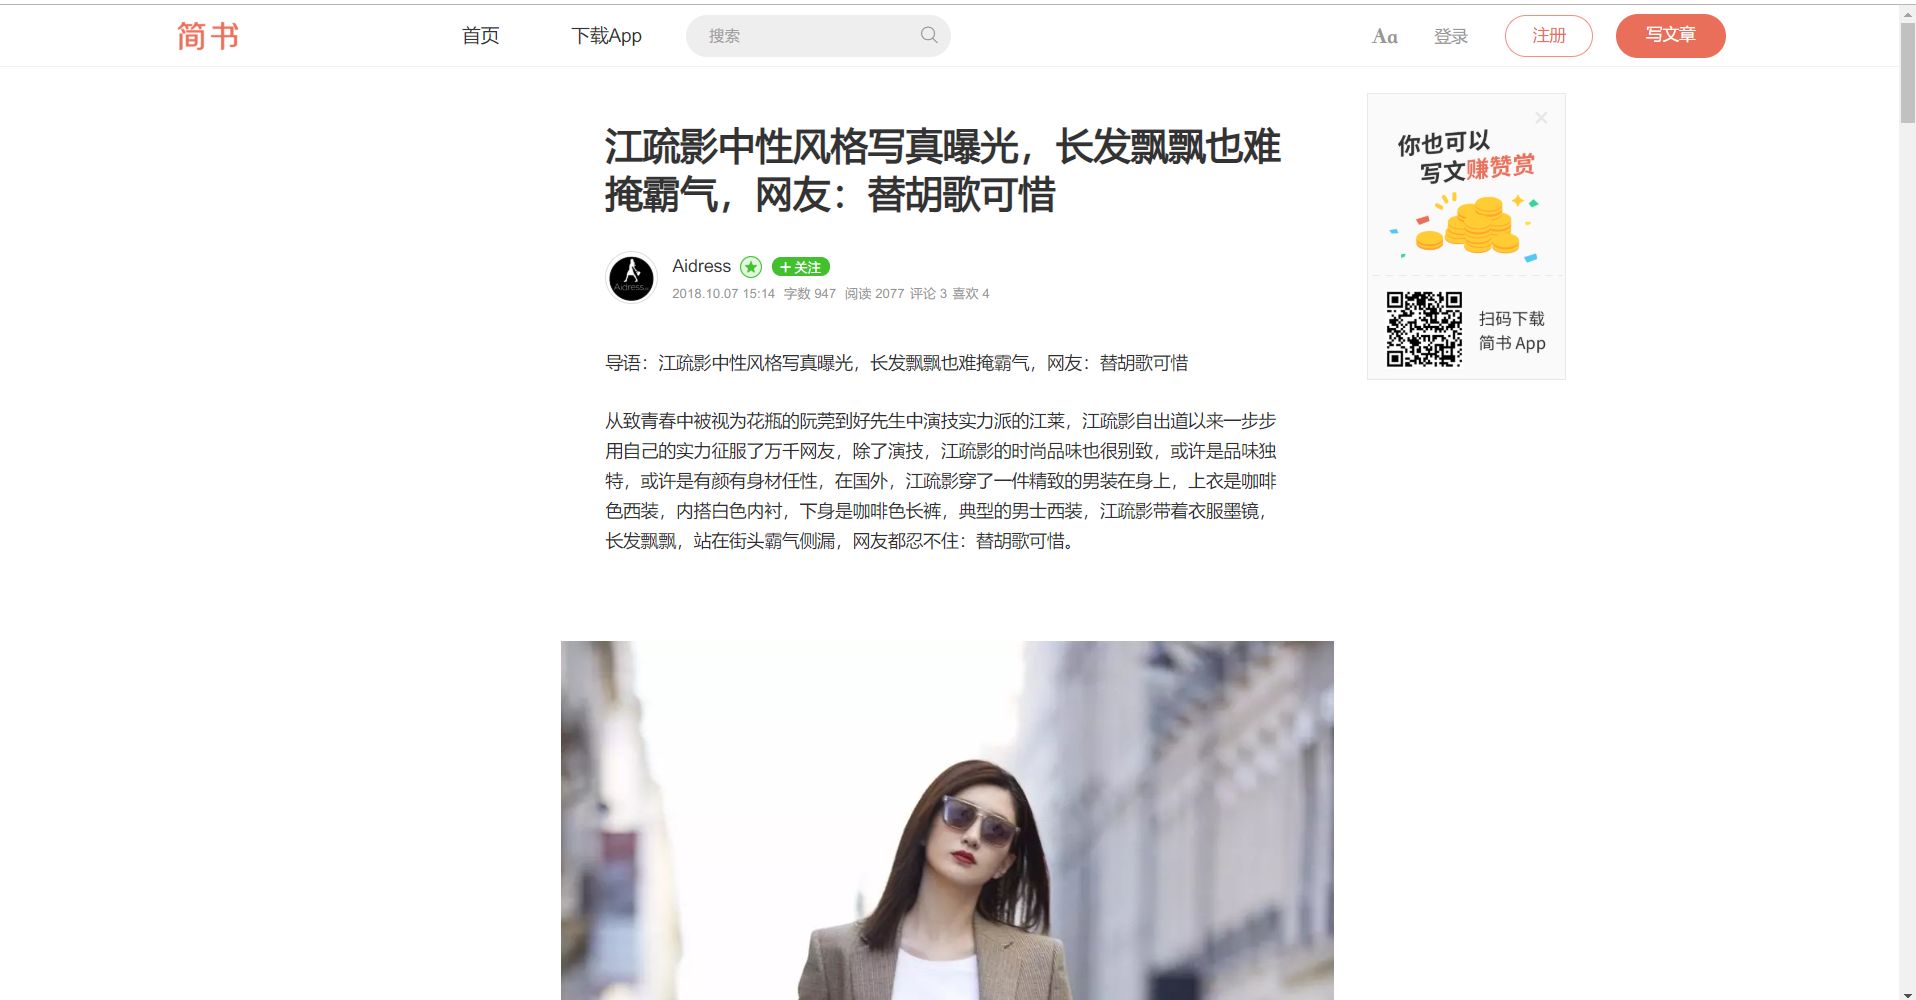 简书
首页
下载App
搜索
Aa
登录
注册
写文章
江疏影中性风格写真曝光，长发飘飘也难
掩霸气，网友：替胡歌可惜
Aidress
Aidress
+ 关注
2018.10.07 15:14 字数 947 阅读 2077 评论 3 喜欢 4
导语：江疏影中性风格写真曝光，长发飘飘也难掩霸气，网友：替胡歌可惜
从致青春中被视为花瓶的阮莞到好先生中演技实力派的江莱，江疏影自出道以来一步步
用自己的实力征服了万千网友，除了演技，江疏影的时尚品味也很别致，或许是品味独
特，或许是有颜有身材任性，在国外，江疏影穿了一件精致的男装在身上，上衣是咖啡
色西装，内搭白色内衬，下身是咖啡色长裤，典型的男士西装，江疏影带着衣服墨镜，
长发飘飘，站在街头霸气侧漏，网友都忍不住：替胡歌可惜。
你也可以
写文赚赞赏
扫码下载
简书 App